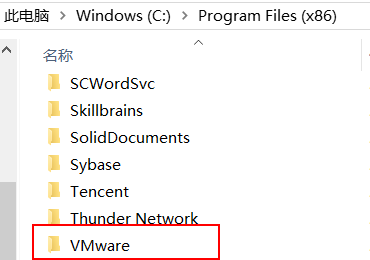 此电脑 > Windows (C:) > Program Files (x86)
名称
SCWordSvc
Skillbrains
SolidDocuments
Sybase
Tencent
Thunder Network
VMware